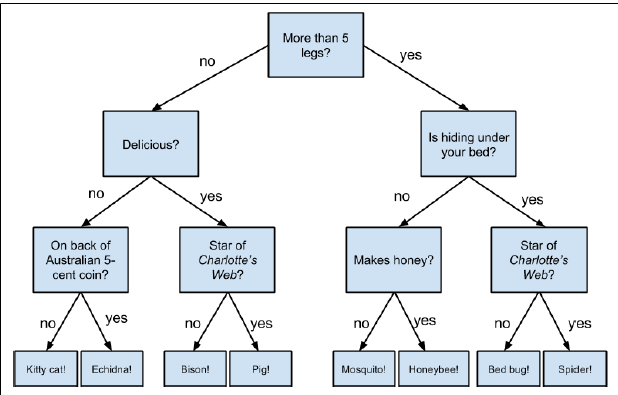 More than 5
legs?
no
yes
Delicious?
Is hiding under
your bed?
no
yes
no
yes
On back of
Australian 5-
cent coin?
Star of
Charlotte's
Web?
Makes honey?
Star of
Charlotte's
Web?
no
yes
no
yes
no
yes
no
yes
Kitty cat!
Echidna!
Bison!
Pig!
Mosquito!
Honeybee!
Bed bug!
Spider!